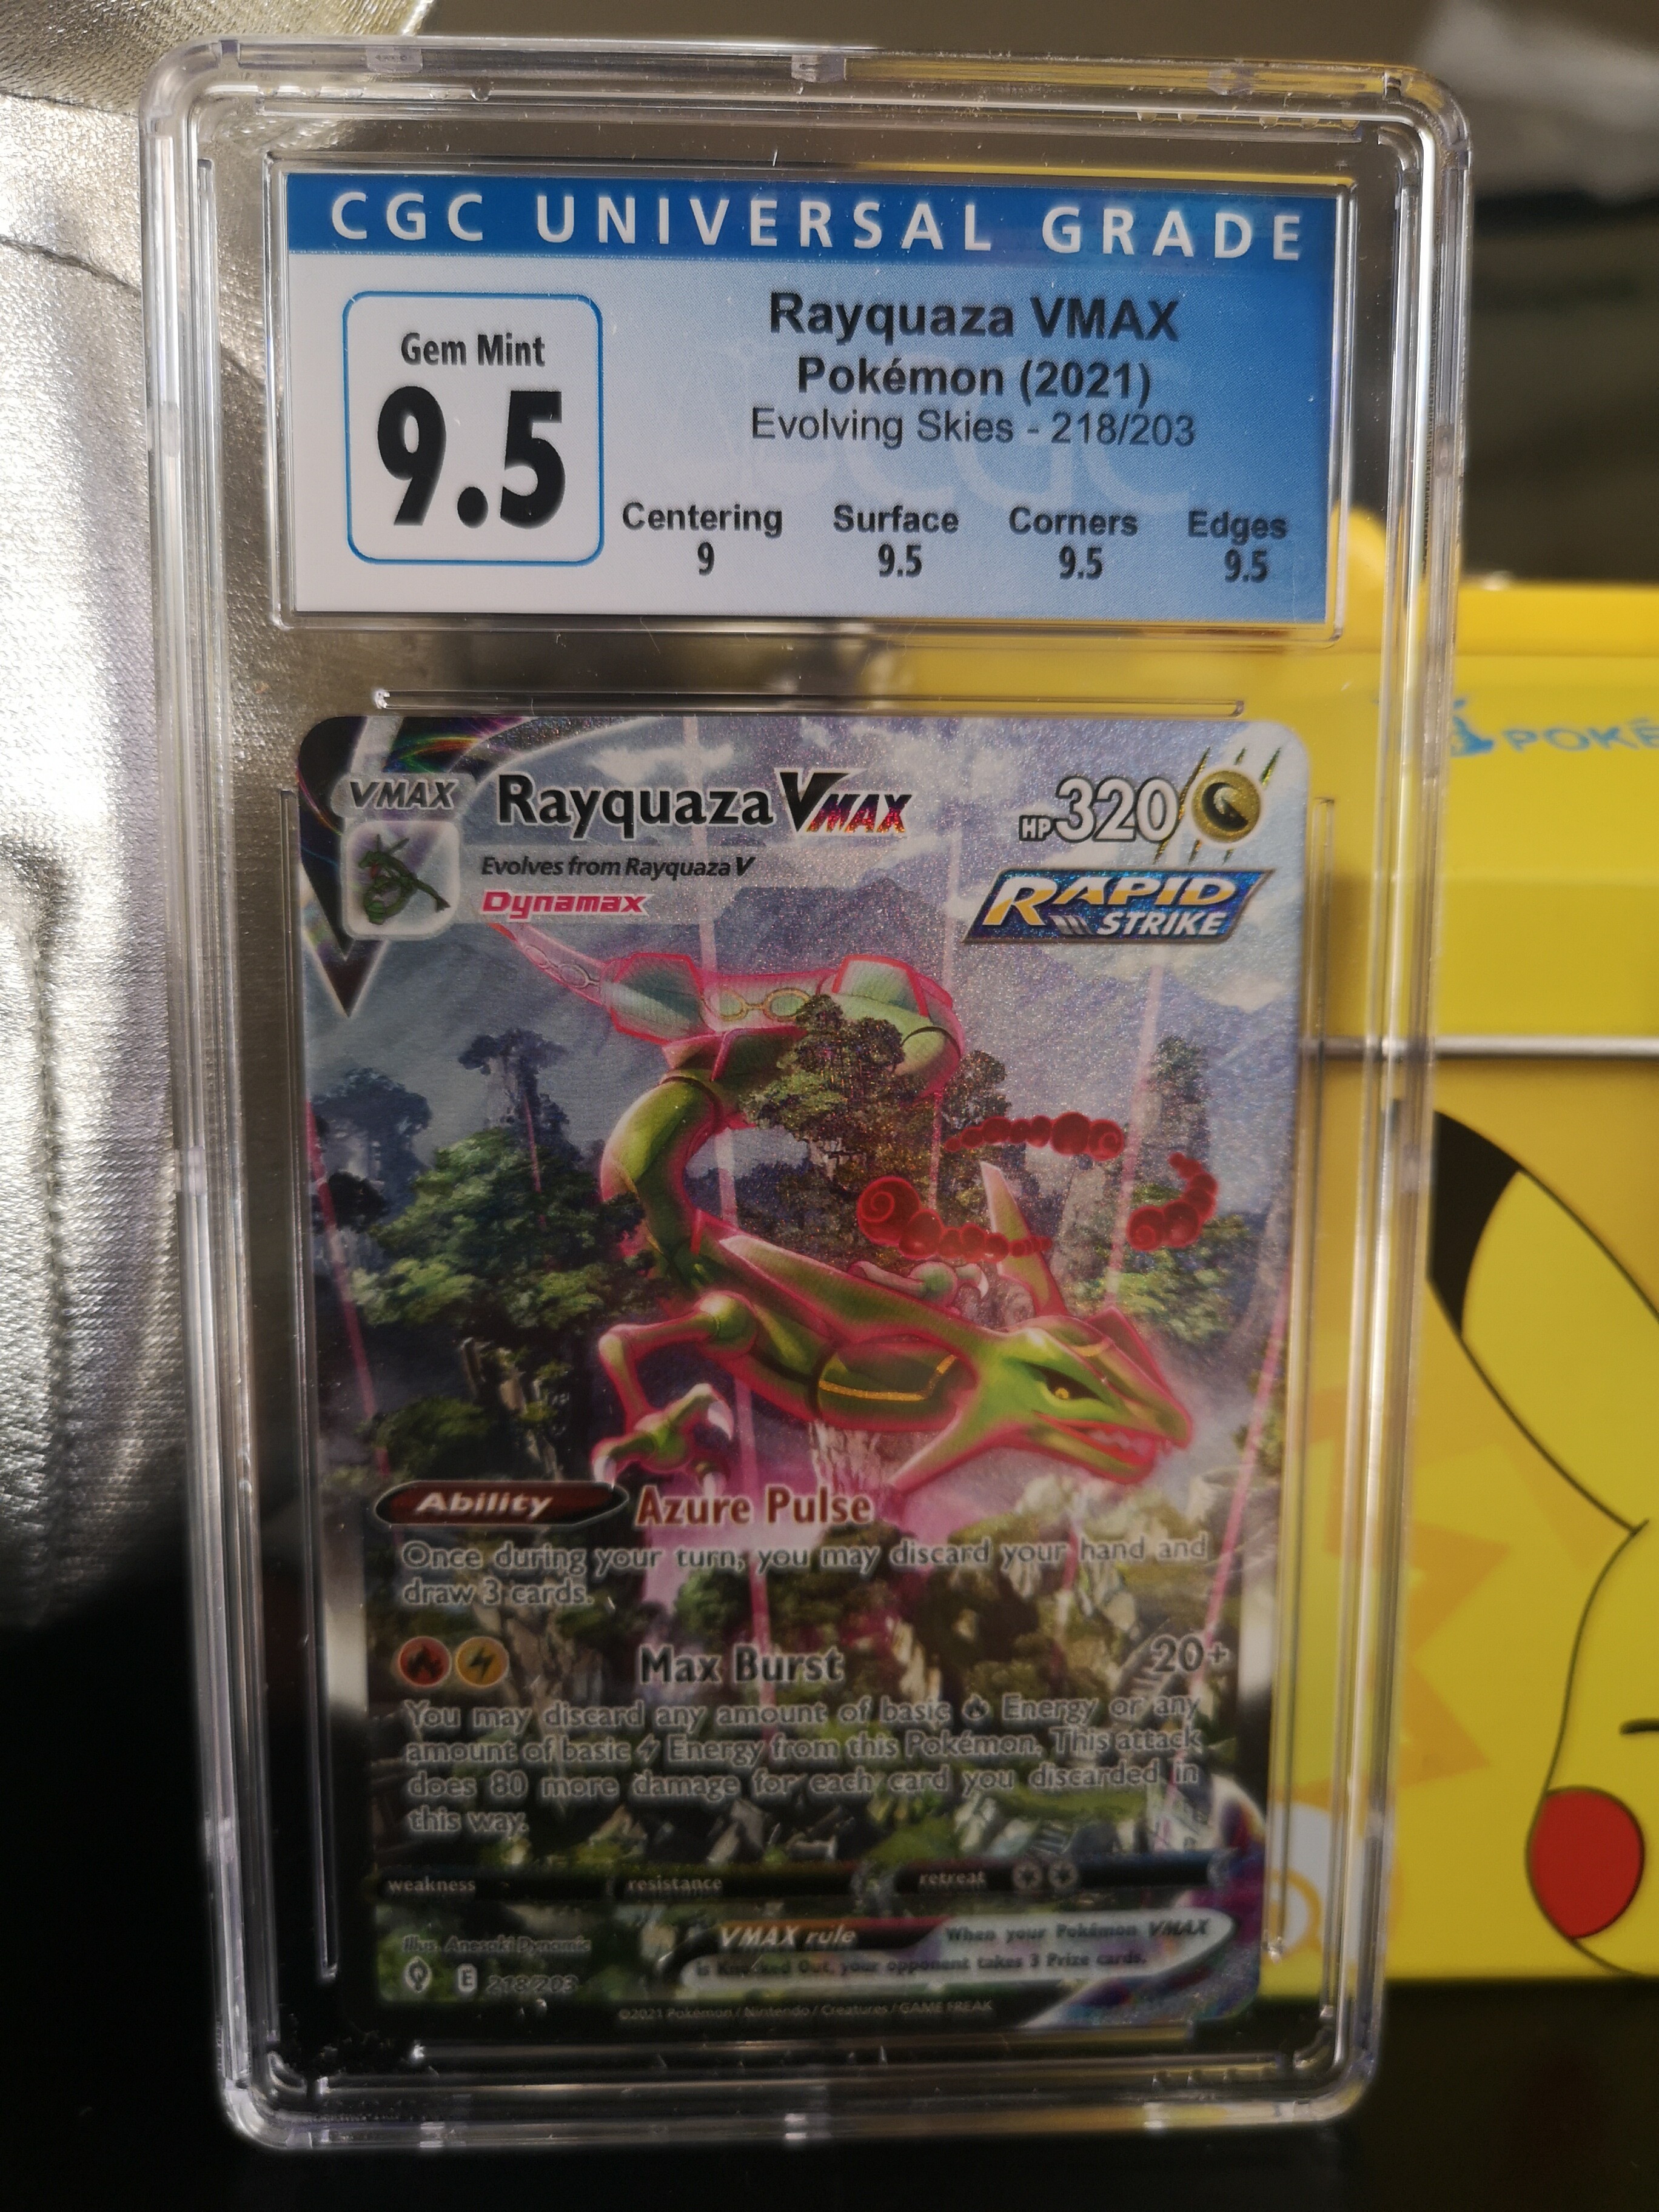 CGC UNIVERSAL GRADE
Gem Mint
9.5
Rayquaza VMAX
Pokémon (2021)
Evolving Skies - 218/203
Centering Surface Corners Edges
9 9.5 9.5 9.5
CGC
VMAX
Rayquaza VMAX
HP 320
Evolves from Rayquaza V
Dynamax
RAPID
STRIKE
POKÉ
Ability Azure Pulse
Once during your turn, you may discard your hand and
draw 3 cards.
Max Burst 20+
You may discard any amount of basic Energy or any
amount of basic Energy from this Pokémon. This attack
does 80 more damage for each card you discarded in
this way.
weakness resistance retreat
VMAX rule When your Pokémon VMAX
is Knocked Out, your opponent takes 3 Prize cards.
Illus. Anesaki Dynamic
E 218/203
©2021 Pokémon / Nintendo / Creatures / GAME FREAK